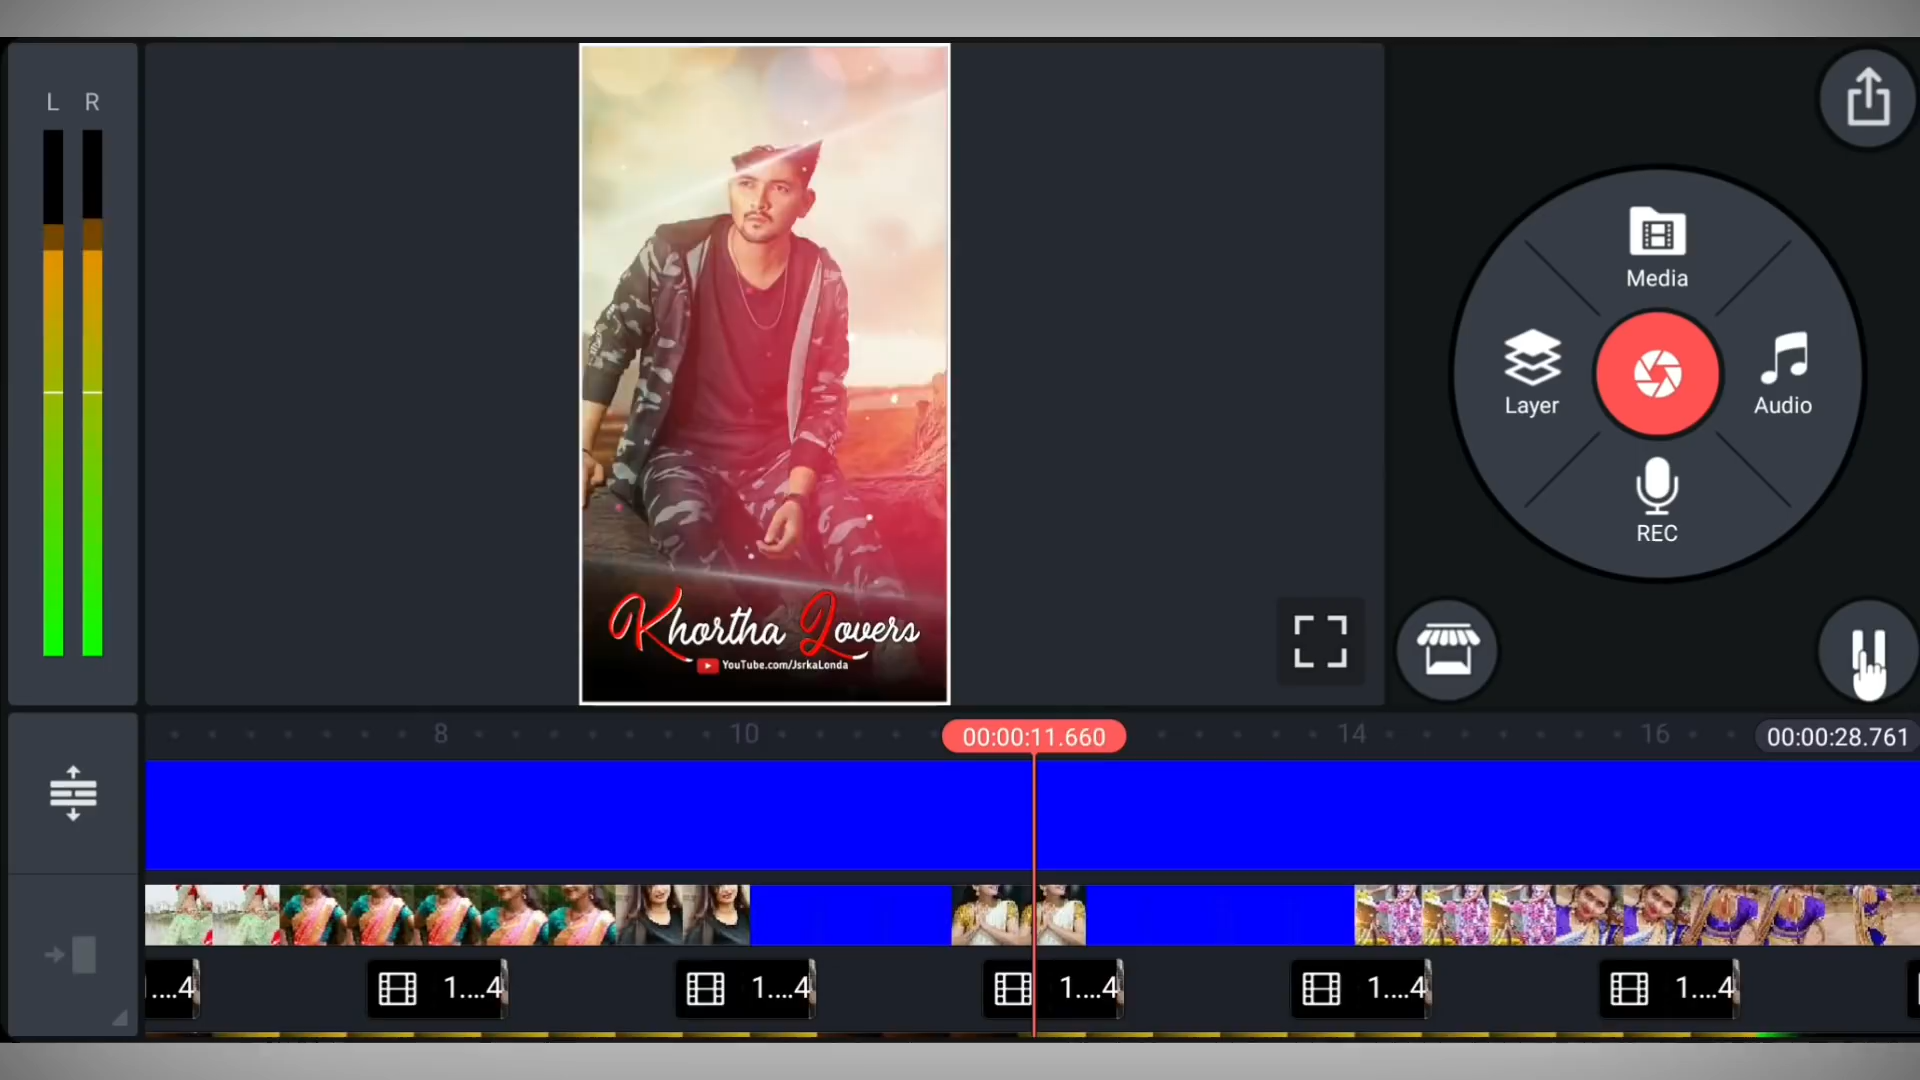 L R
Media
Layer
Audio
REC
Khortha Lovers
YouTube.com/JsrkaLonda
8
10
00:00:11.660
14
16
00:00:28.761
....4
1....4
1....4
1....4
1....4
1....4